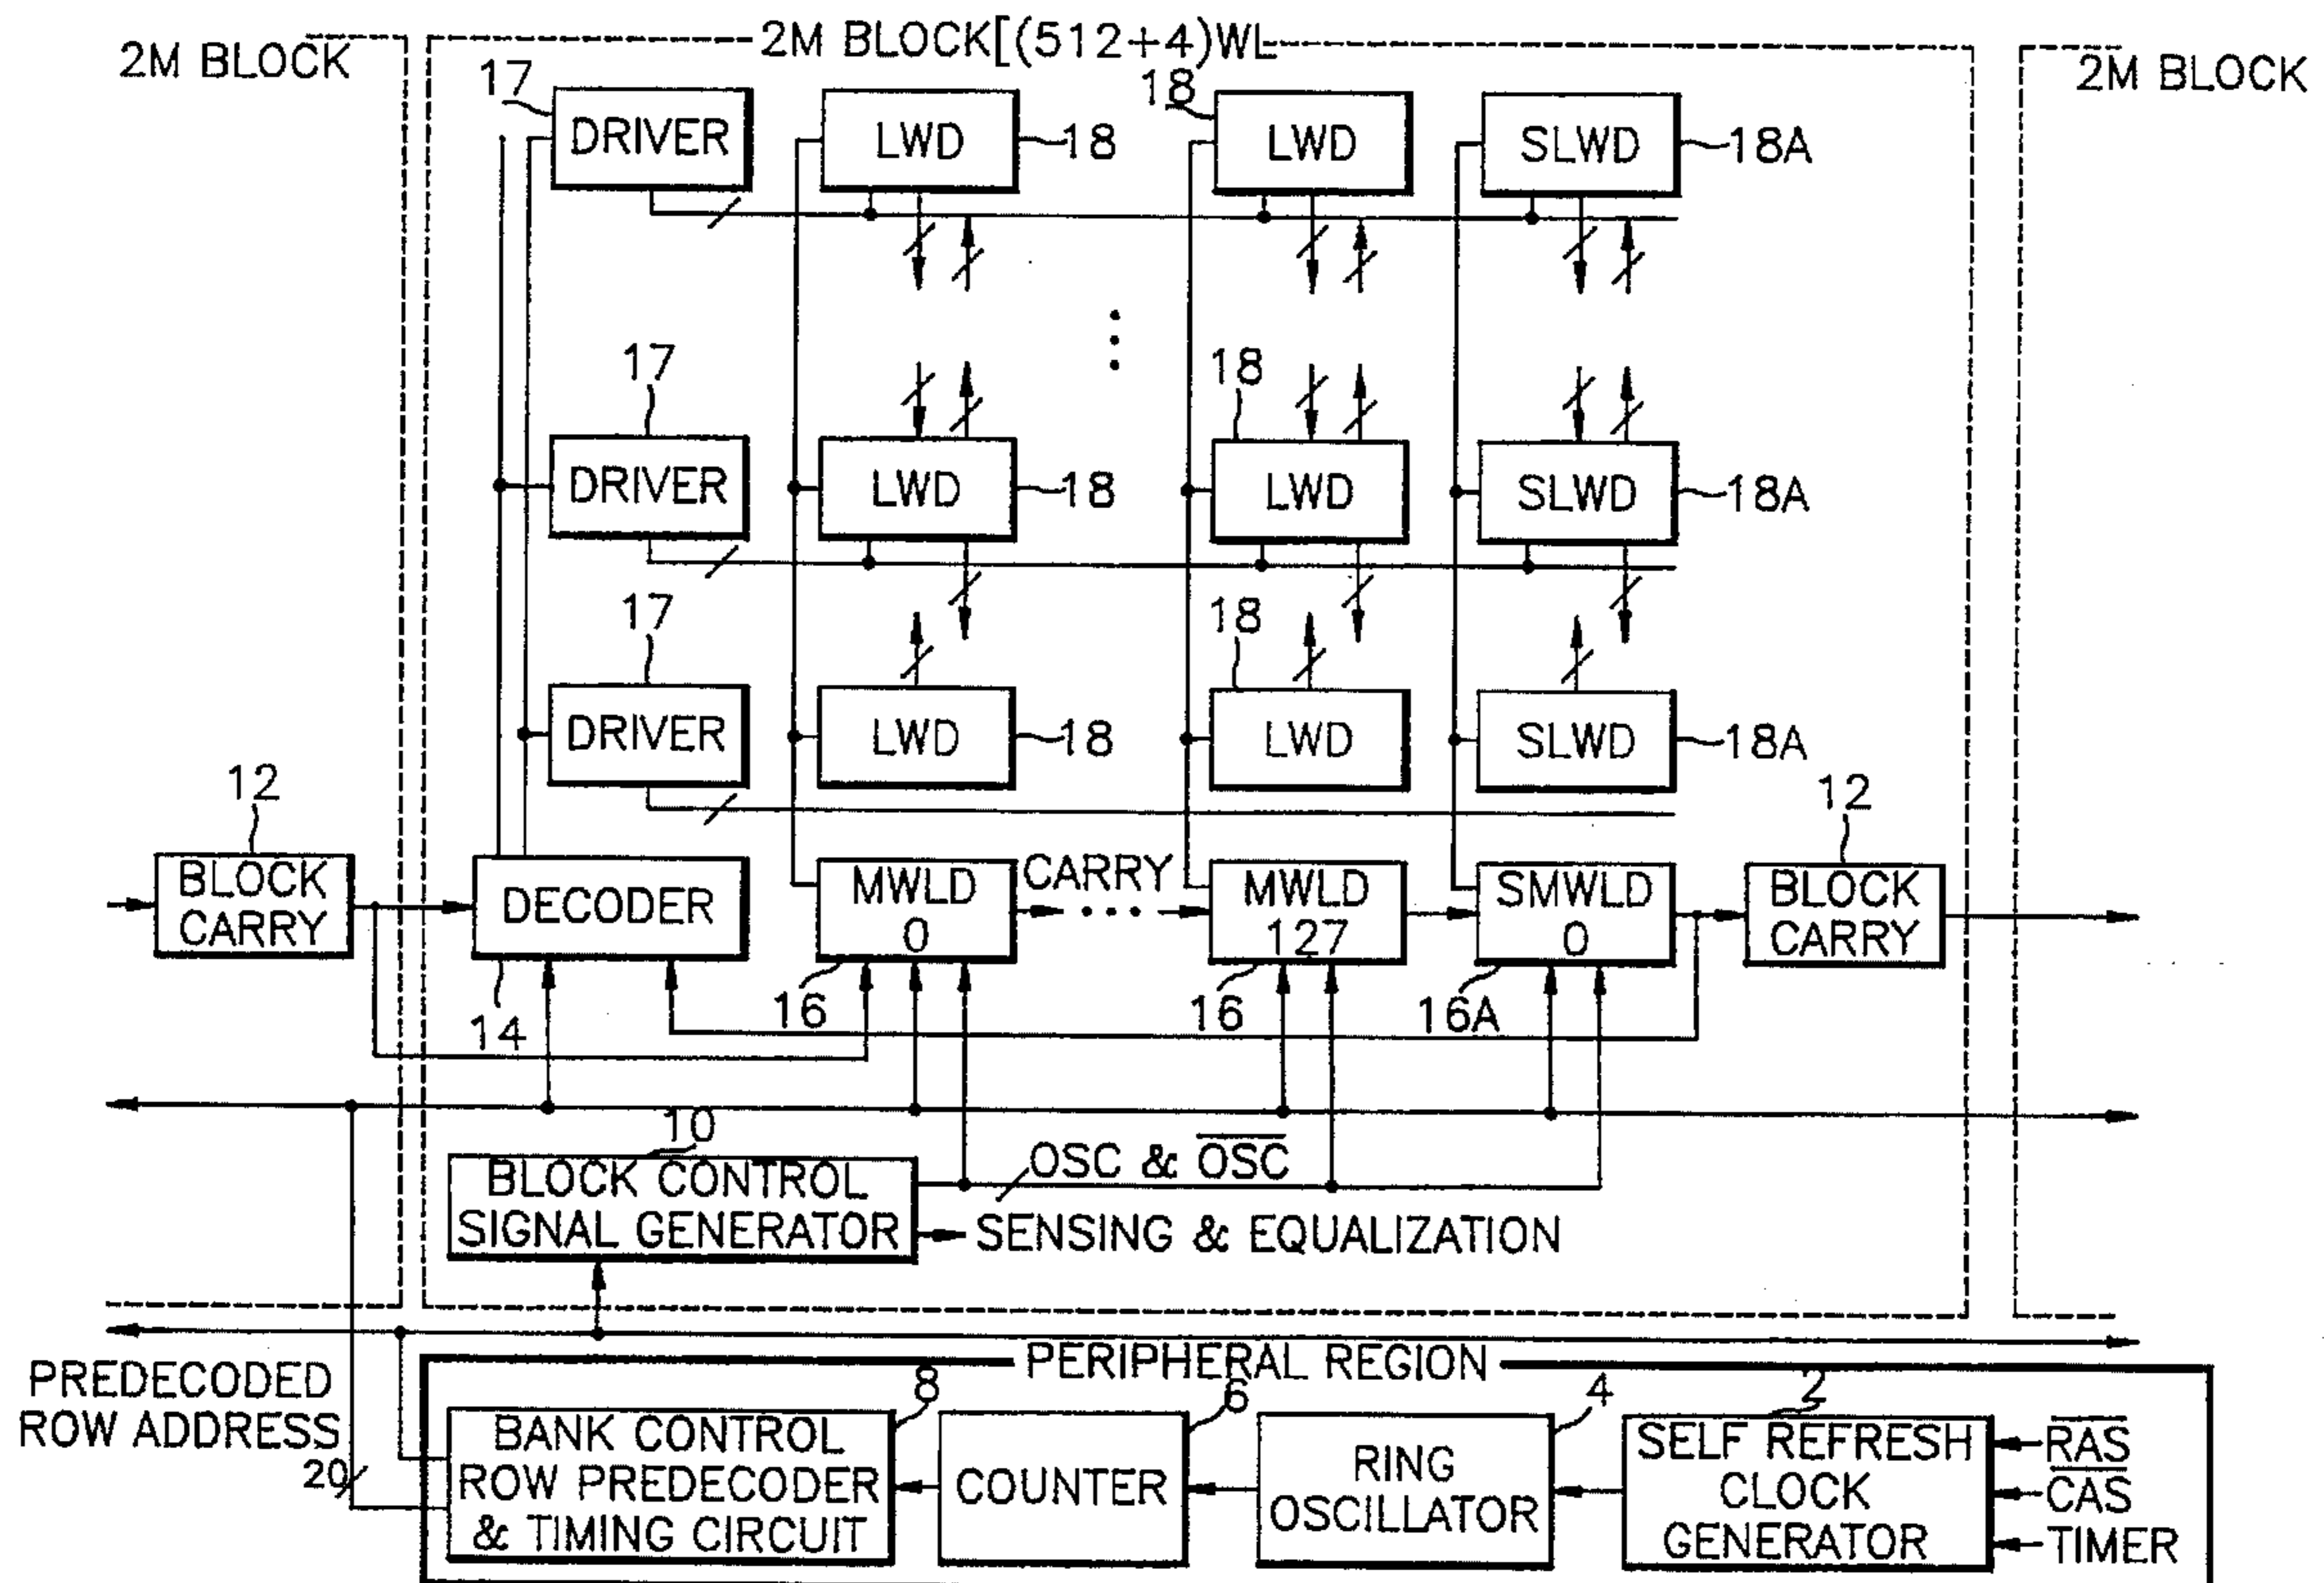 2M BLOCK
2M BLOCK[(512+4)WL
2M BLOCK
17
18
DRIVER
LWD
18
LWD
SLWD
18A
17
18
DRIVER
LWD
18
LWD
SLWD
18A
17
18
DRIVER
LWD
18
LWD
SLWD
18A
12
12
BLOCK
CARRY
DECODER
MWLD
0
CARRY
MWLD
127
SMWLD
0
BLOCK
CARRY
14
16
16
16A
10
BLOCK CONTROL
SIGNAL GENERATOR
OSC & O̅S̅C̅
SENSING & EQUALIZATION
PERIPHERAL REGION
PREDECODED
ROW ADDRESS
20
8
6
4
2
BANK CONTROL
ROW PREDECODER
& TIMING CIRCUIT
COUNTER
RING
OSCILLATOR
SELF REFRESH
CLOCK
GENERATOR
R̅A̅S̅
C̅A̅S̅
TIMER